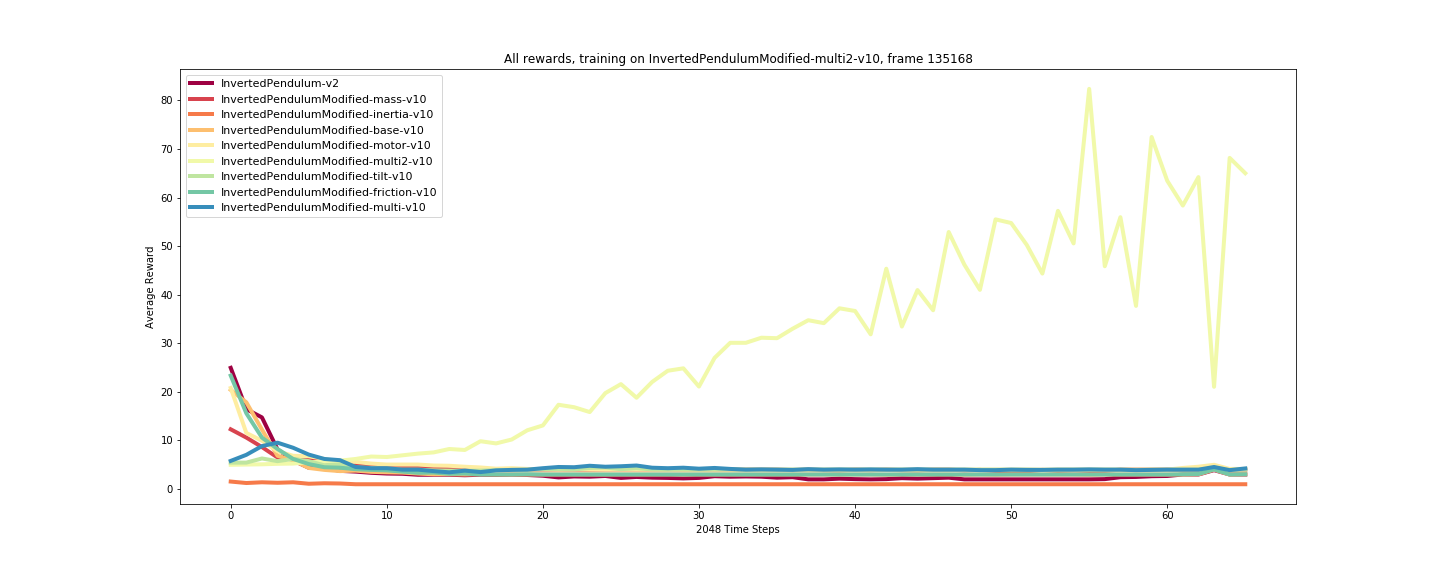 All rewards, training on InvertedPendulumModified-multi2-v10, frame 135168
InvertedPendulum-v2
InvertedPendulumModified-mass-v10
InvertedPendulumModified-inertia-v10
InvertedPendulumModified-base-v10
InvertedPendulumModified-motor-v10
InvertedPendulumModified-multi2-v10
InvertedPendulumModified-tilt-v10
InvertedPendulumModified-friction-v10
InvertedPendulumModified-multi-v10
Average Reward
80
70
60
50
40
30
20
10
0
0 10 20 30 40 50 60
2048 Time Steps